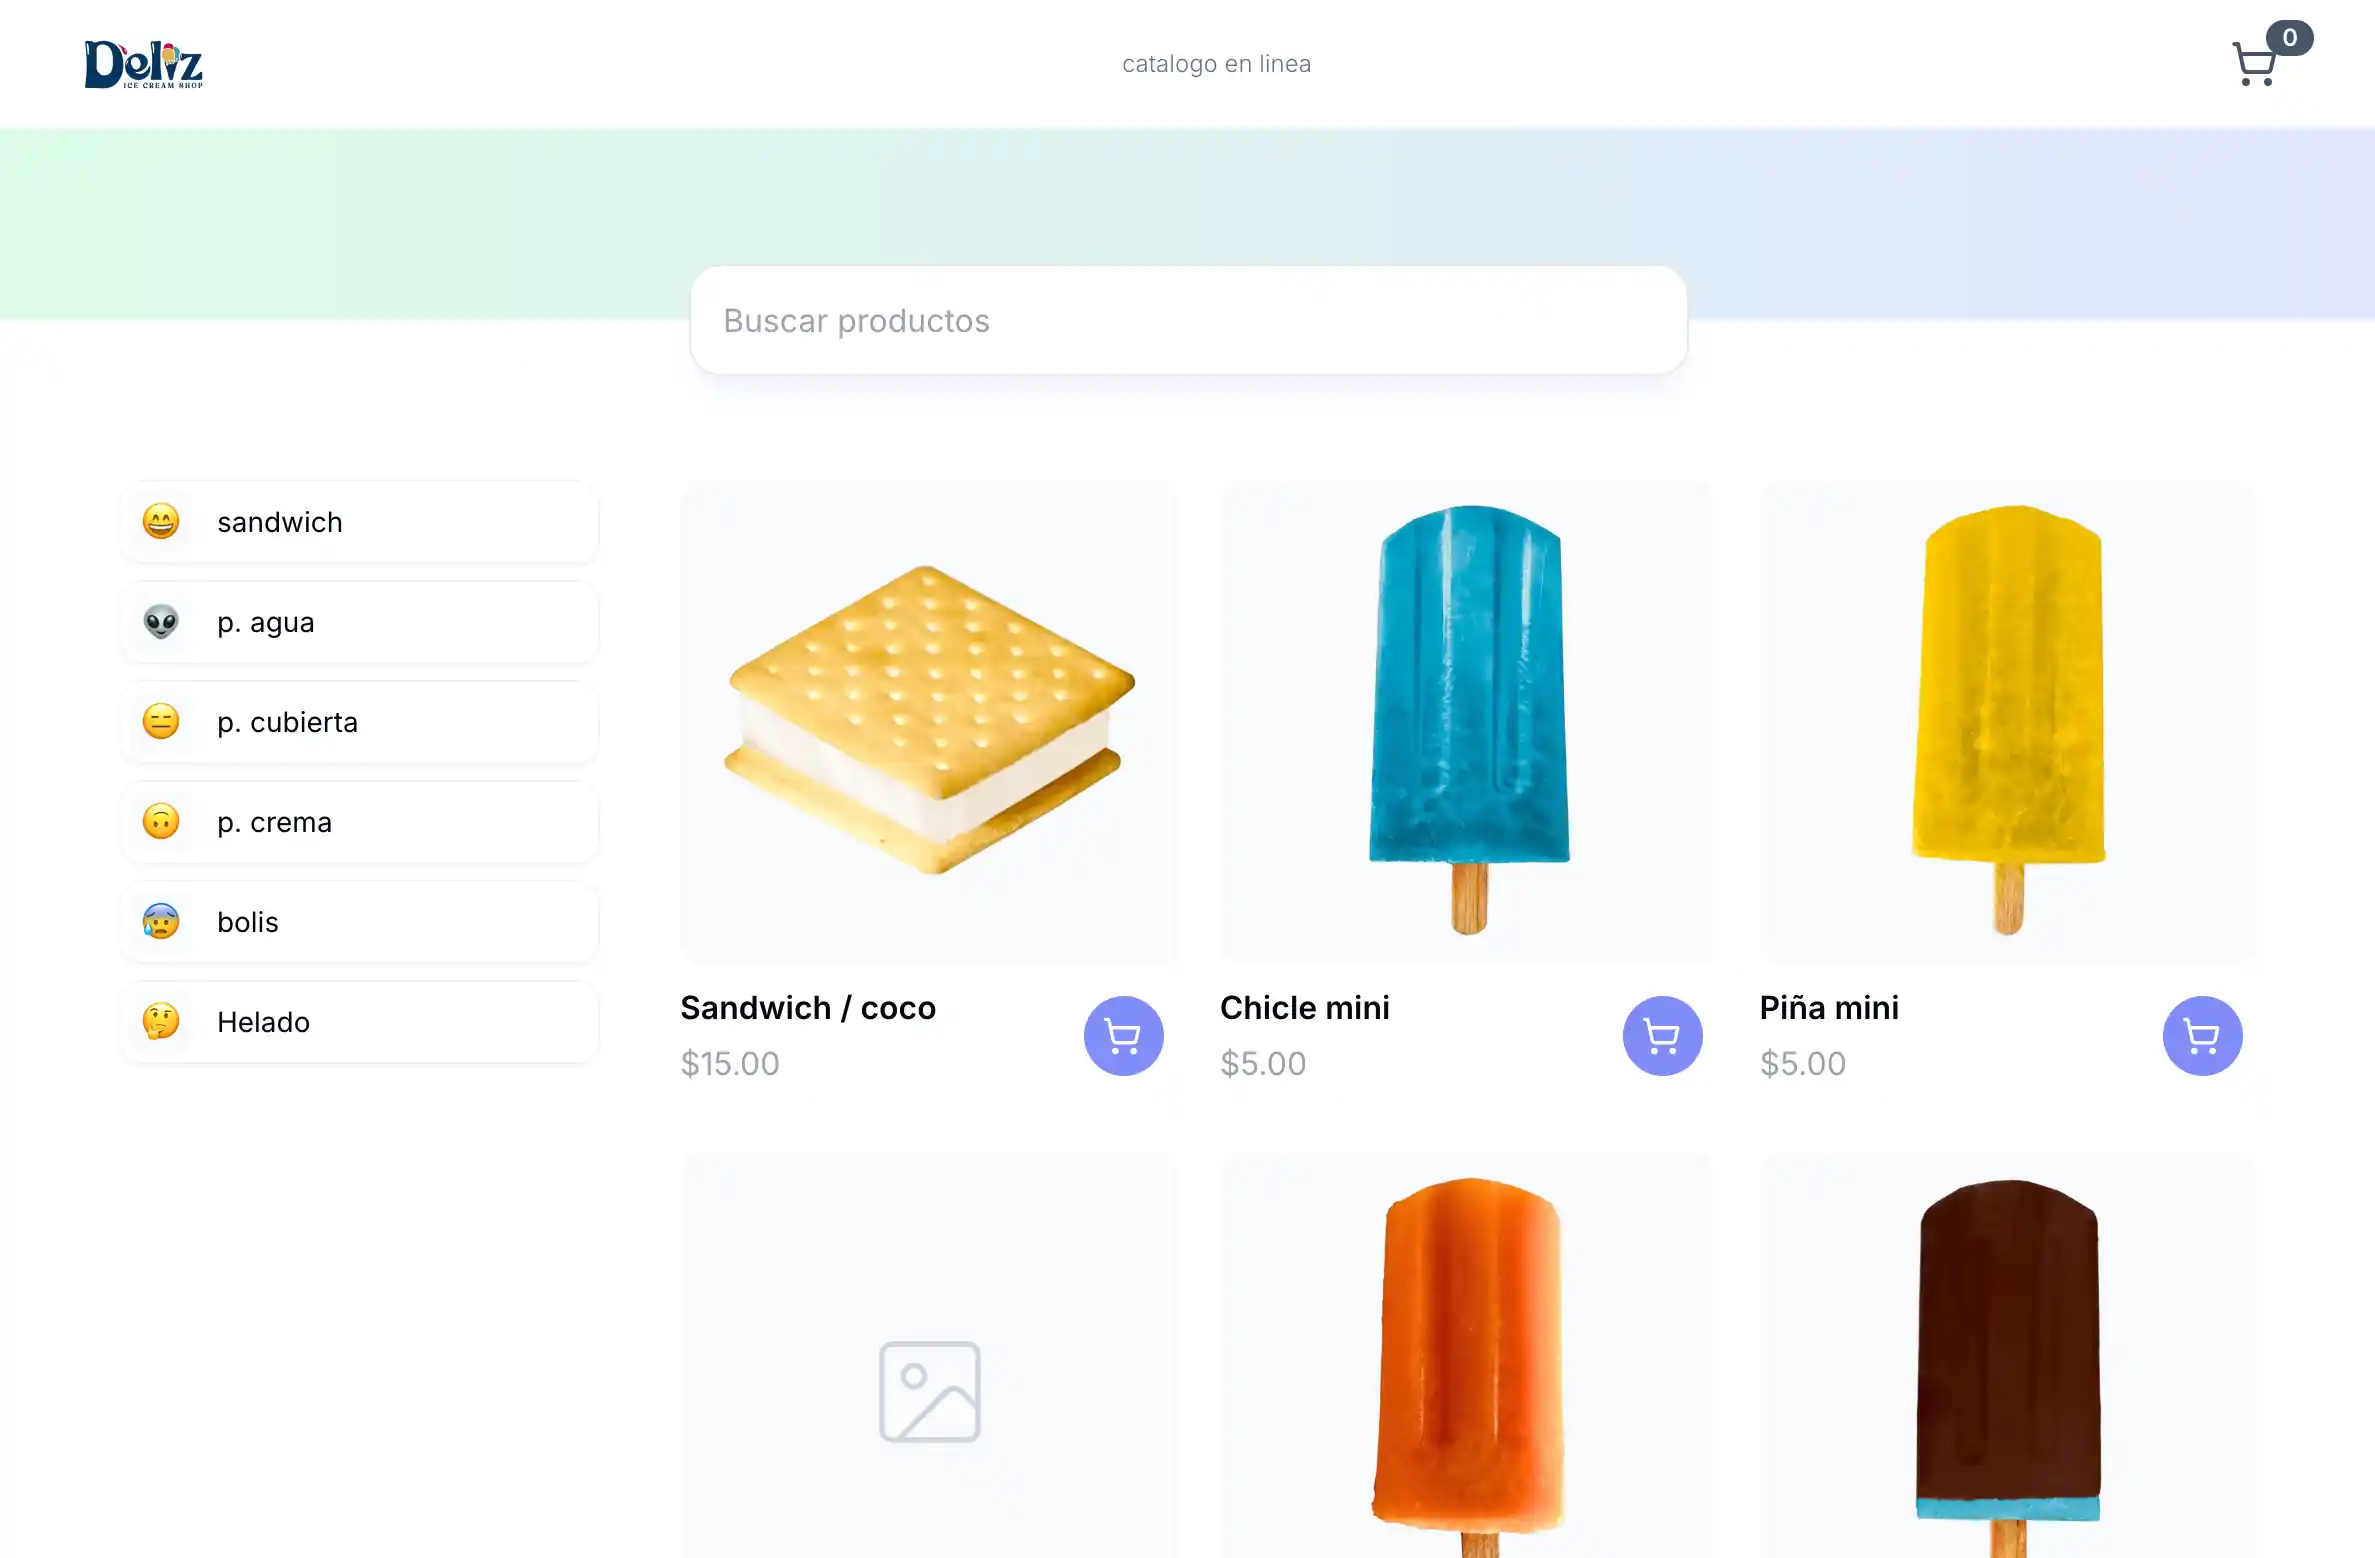 Deliz
ICE CREAM SHOP
catalogo en linea
0
Buscar productos
sandwich
p. agua
p. cubierta
p. crema
bolis
Helado
Sandwich / coco
$15.00
Chicle mini
$5.00
Piña mini
$5.00